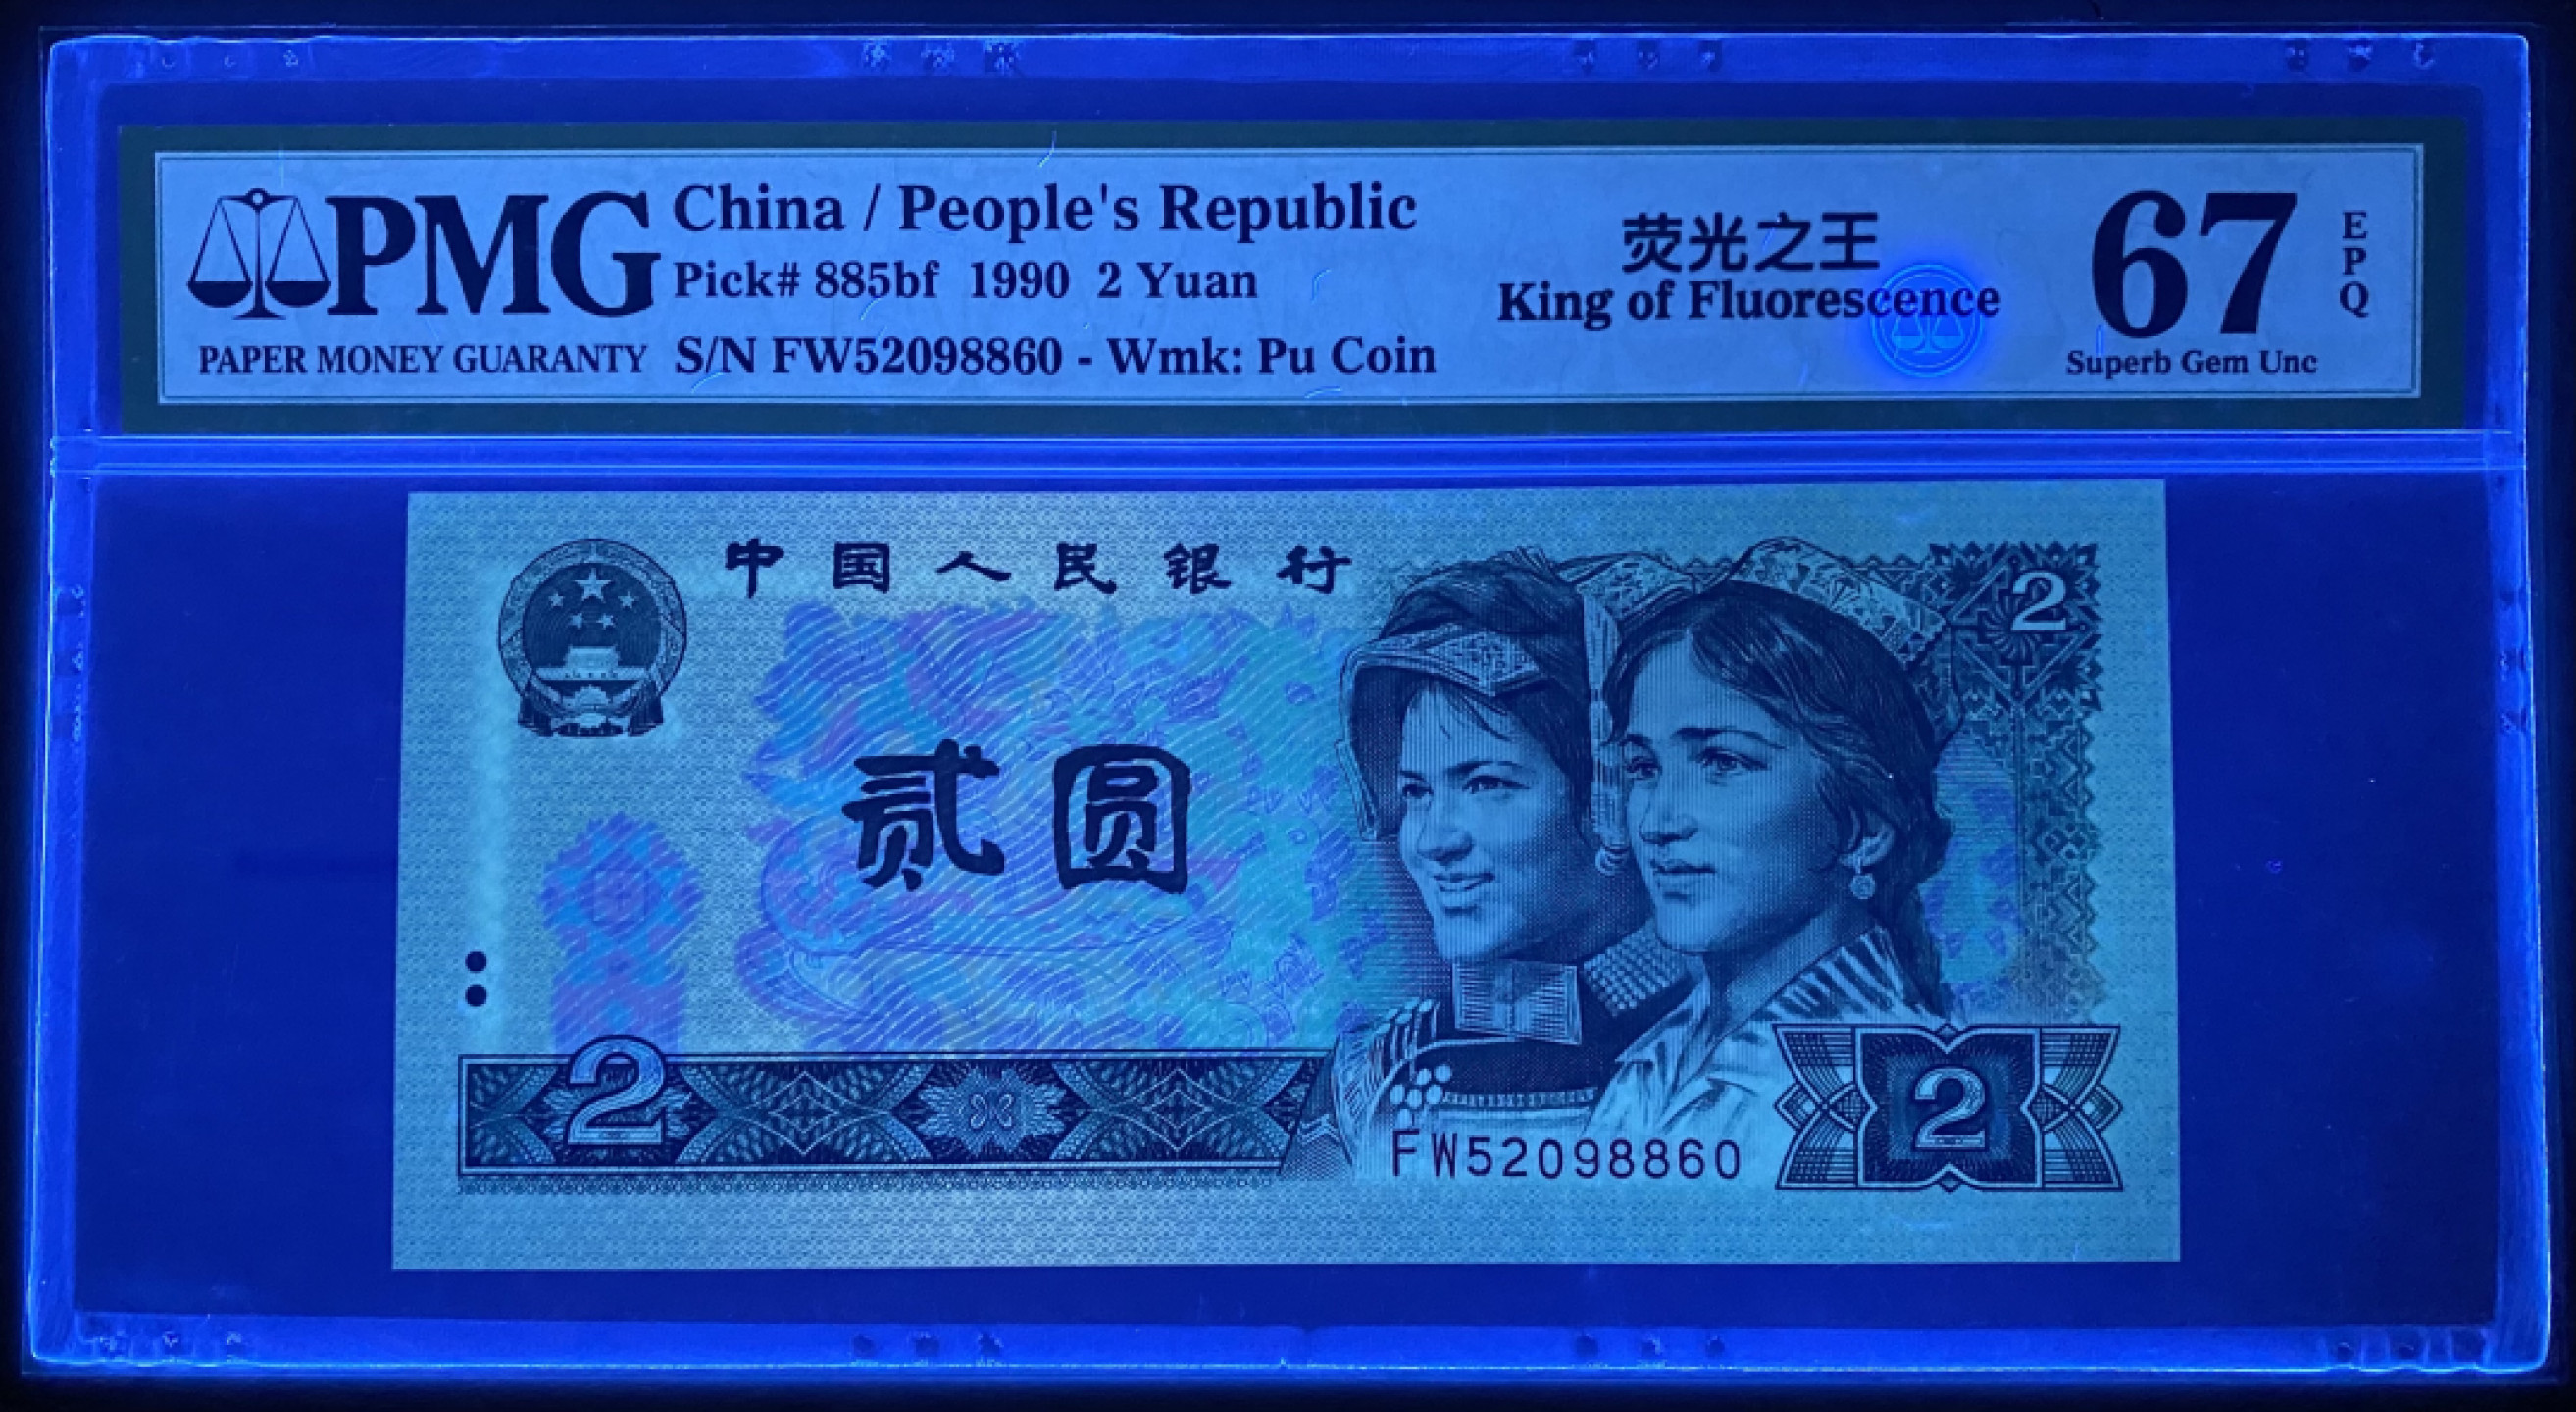 PMG
PAPER MONEY GUARANTY
China / People's Republic
Pick# 885bf 1990 2 Yuan
S/N FW52098860 - Wmk: Pu Coin
荧光之王
King of Fluorescence
67
EPQ
Superb Gem Unc
中国人民银行
2
贰圆
2
2
FW52098860